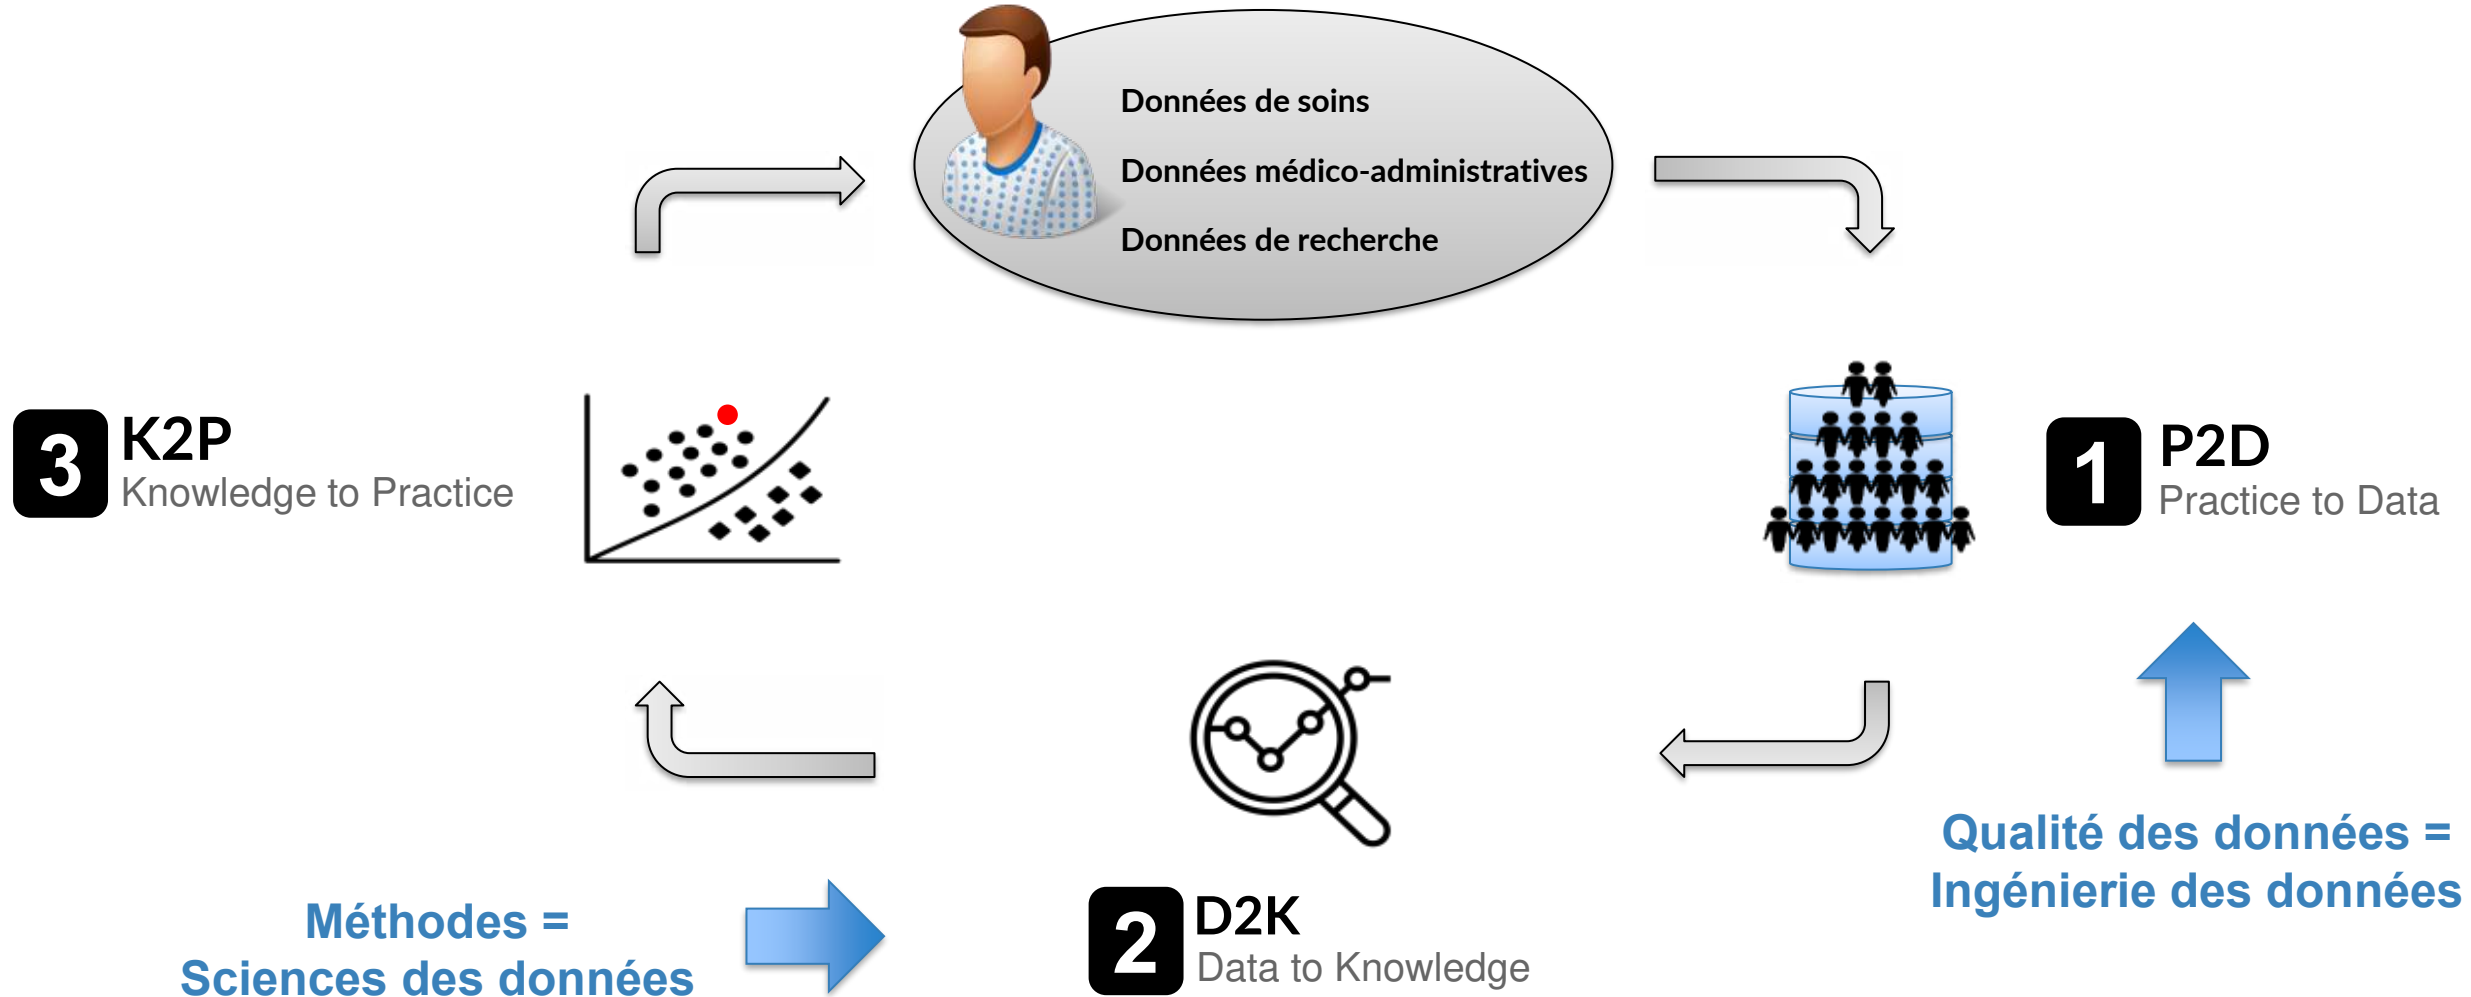 Données de soins
Données médico-administratives
Données de recherche
3
K2P
Knowledge to Practice
1
P2D
Practice to Data
Qualité des données =
Ingénierie des données
Méthodes =
Sciences des données
2
D2K
Data to Knowledge